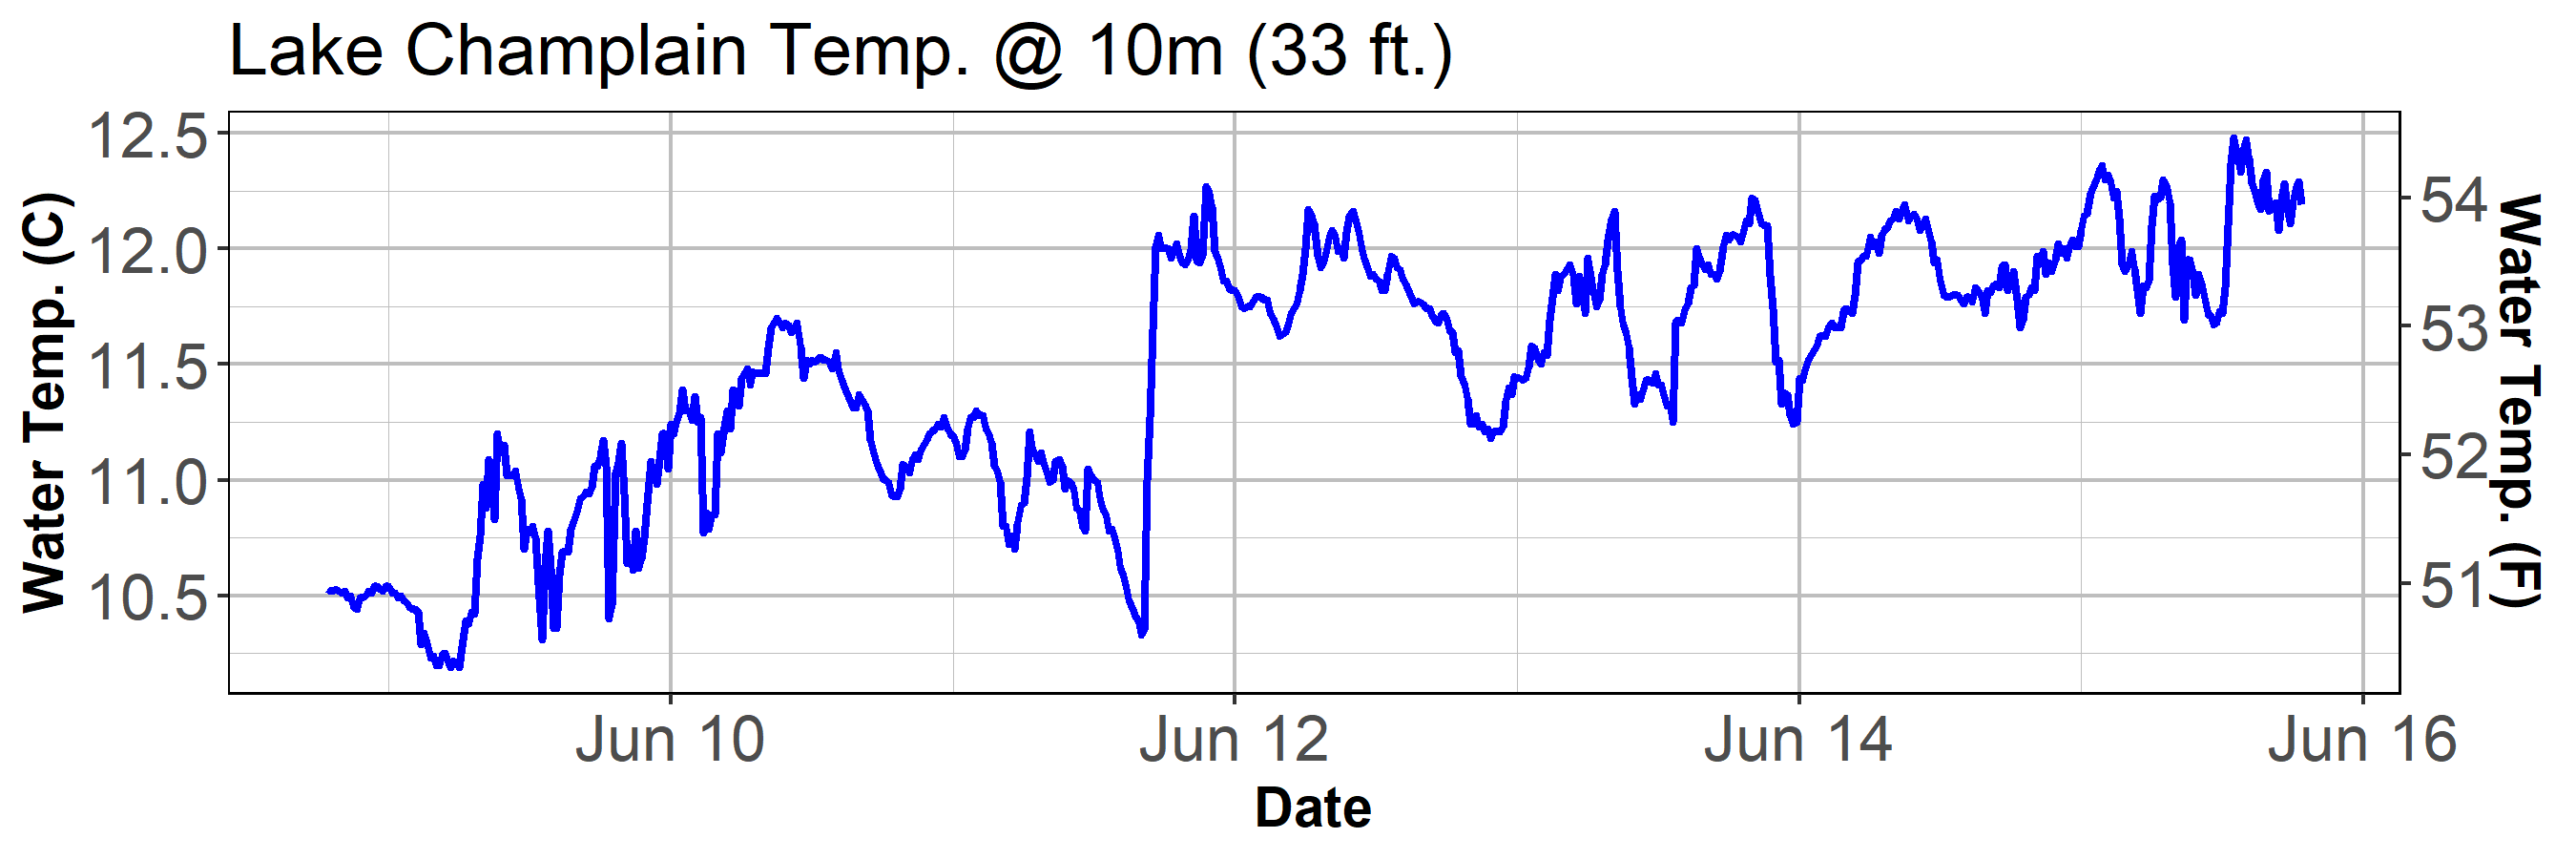 Lake Champlain Temp. @ 10m (33 ft.)
Water Temp. (C)
12.5
12.0
11.5
11.0
10.5
54
53
52
51
Water Temp. (F)
Jun 10
Jun 12
Jun 14
Jun 16
Date